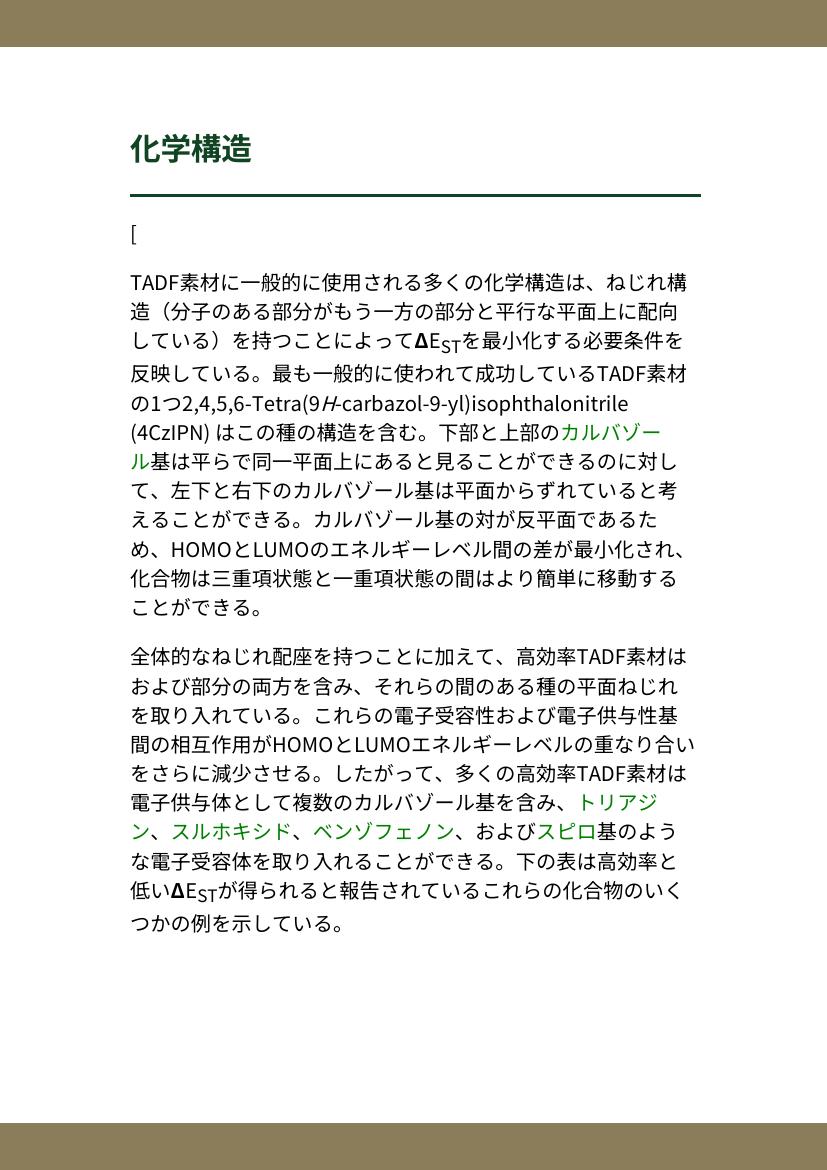 化学構造
[
TADF素材に一般的に使用される多くの化学構造は、ねじれ構
造（分子のある部分がもう一方の部分と平行な平面上に配向
している）を持つことによってΔESTを最小化する必要条件を
反映している。最も一般的に使われて成功しているTADF素材
の1つ2,4,5,6-Tetra(9H-carbazol-9-yl)isophthalonitrile
(4CzIPN) はこの種の構造を含む。下部と上部のカルバゾー
ル基は平らで同一平面上にあると見ることができるのに対し
て、左下と右下のカルバゾール基は平面からずれていると考
えることができる。カルバゾール基の対が反平面であるた
め、HOMOとLUMOのエネルギーレベル間の差が最小化され、
化合物は三重項状態と一重項状態の間はより簡単に移動する
ことができる。
全体的なねじれ配座を持つことに加えて、高効率TADF素材は
および部分の両方を含み、それらの間のある種の平面ねじれ
を取り入れている。これらの電子受容性および電子供与性基
間の相互作用がHOMOとLUMOエネルギーレベルの重なり合い
をさらに減少させる。したがって、多くの高効率TADF素材は
電子供与体として複数のカルバゾール基を含み、トリアジ
ン、スルホキシド、ベンゾフェノン、およびスピロ基のよう
な電子受容体を取り入れることができる。下の表は高効率と
低いΔESTが得られると報告されているこれらの化合物のいく
つかの例を示している。